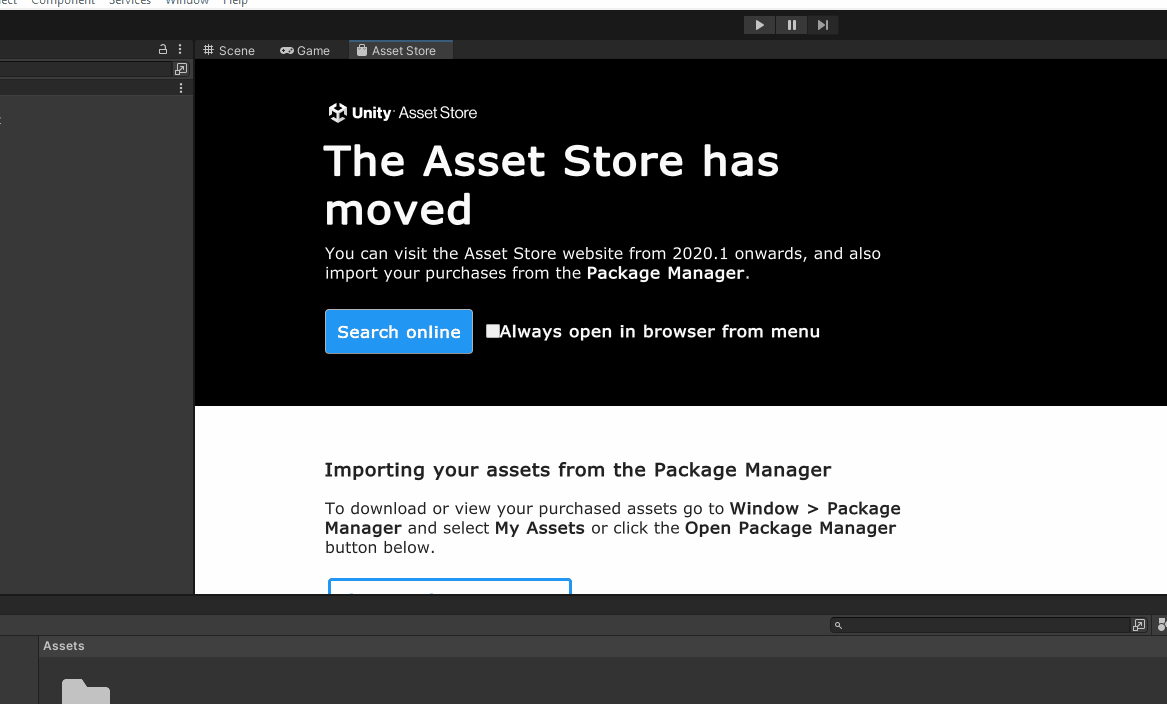 Component Services Window Help
Scene Game Asset Store
Unity Asset Store
The Asset Store has
moved
You can visit the Asset Store website from 2020.1 onwards, and also
import your purchases from the Package Manager.
Search online Always open in browser from menu
Importing your assets from the Package Manager
To download or view your purchased assets go to Window > Package
Manager and select My Assets or click the Open Package Manager
button below.
Assets